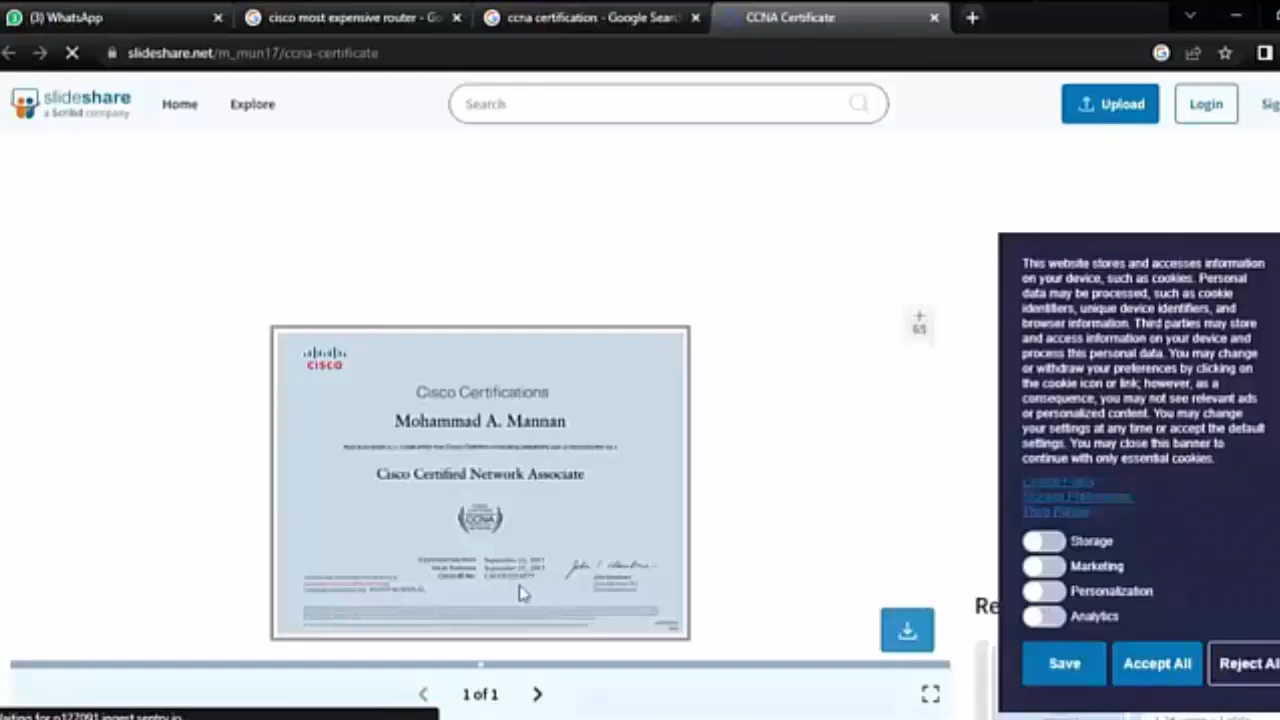 (3) WhatsApp
cisco most expensive router - Go
ccna certification - Google Sear
CCNA Certificate
slideshare.net/m_mun17/ccna-certificate
slideshare
a Scribd company
Home
Explore
Search
Upload
Login
Sig
+
CISCO
Cisco Certifications
Mohammad A. Mannan
Cisco Certified Network Associate
CCNA
This website stores and accesses information
on your device, such as cookies. Personal
data may be processed, such as cookie
identifiers, unique device identifiers, and
browser information. Third parties may store
and access information on your device and
process this personal data. You may change
or withdraw your preferences by clicking on
the cookie icon or link; however, as a
consequence, you may not see relevant ads
or personalized content. You may change
your settings at any time or accept the default
settings. You may close this banner to
continue with only essential cookies.
Third Parties
Storage
Marketing
Personalization
Analytics
Re
Save
Accept All
Reject Al
1 of 1